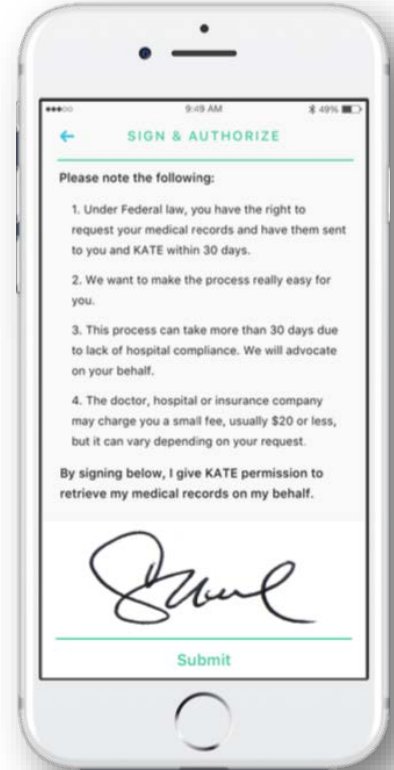 9:49 AM
49%
SIGN & AUTHORIZE
Please note the following:
1. Under Federal law, you have the right to
request your medical records and have them sent
to you and KATE within 30 days.
2. We want to make the process really easy for
you.
3. This process can take more than 30 days due
to lack of hospital compliance. We will advocate
on your behalf.
4. The doctor, hospital or insurance company
may charge you a small fee, usually $20 or less,
but it can vary depending on your request.
By signing below, I give KATE permission to
retrieve my medical records on my behalf.
Submit